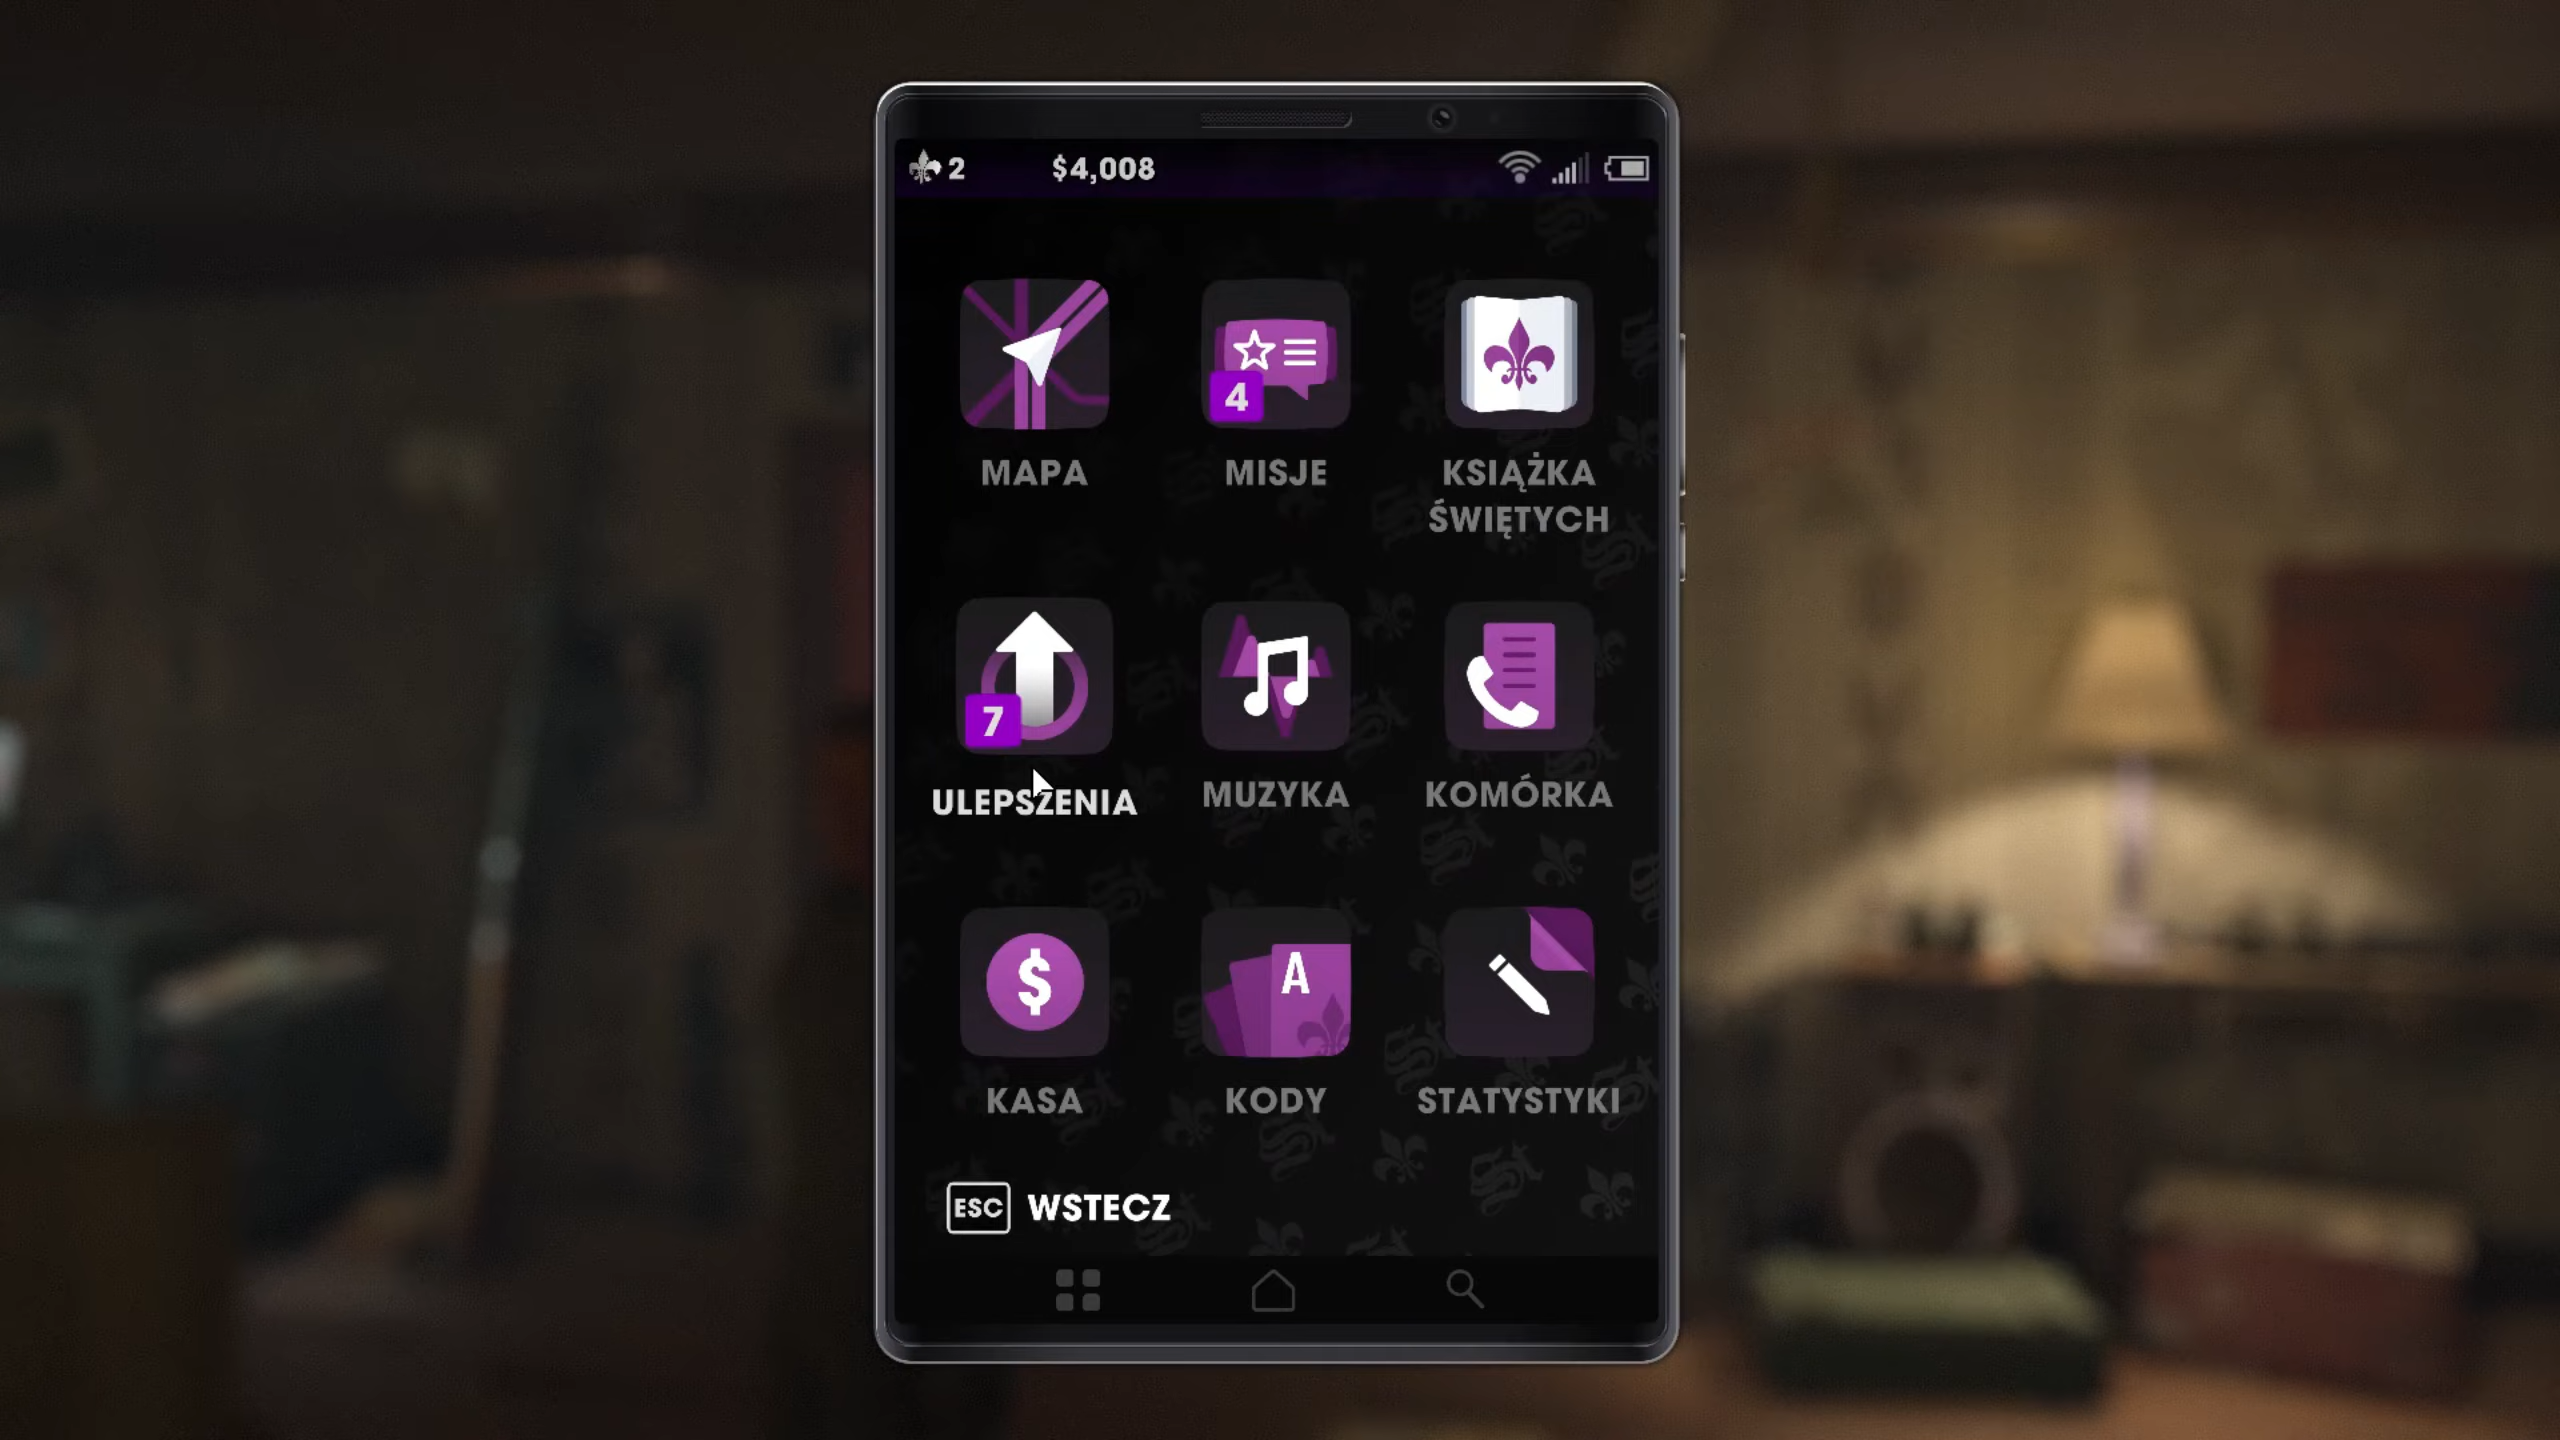 2 $4,008
MAPA
4
MISJE
KSIĄŻKA
ŚWIĘTYCH
7
ULEPSZENIA
MUZYKA
KOMÓRKA
$
KASA
A
KODY
STATYSTYKI
ESC WSTECZ